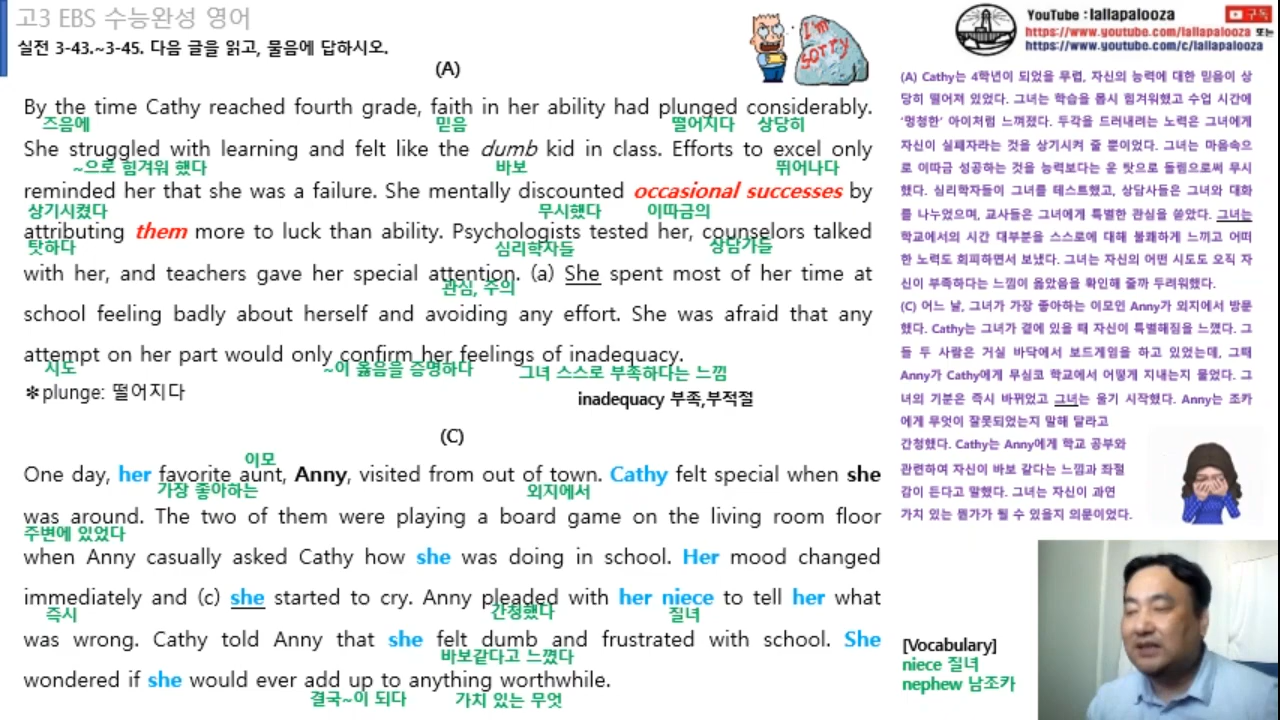 고3 EBS 수능완성 영어
실전 3-43.~3-45. 다음 글을 읽고, 물음에 답하시오.
I'm
sorry
YouTube : lallapalooza
구독
https://www.youtube.com/lallapalooza 또는
https://www.youtube.com/c/lallapalooza
(A)
By the time Cathy reached fourth grade, faith in her ability had plunged considerably.
즈음에 믿음 떨어지다 상당히
She struggled with learning and felt like the dumb kid in class. Efforts to excel only
~으로 힘겨워 했다 바보 뛰어나다
reminded her that she was a failure. She mentally discounted occasional successes by
상기시켰다 무시했다 이따금의
attributing them more to luck than ability. Psychologists tested her, counselors talked
탓하다 심리학자들 상담가들
with her, and teachers gave her special attention. (a) She spent most of her time at
관심, 주의
school feeling badly about herself and avoiding any effort. She was afraid that any
attempt on her part would only confirm her feelings of inadequacy.
시도 ~이 옳음을 증명하다 그녀 스스로 부족하다는 느낌
✻plunge: 떨어지다
inadequacy 부족,부적절
(C)
One day, her favorite aunt, Anny, visited from out of town. Cathy felt special when she
이모
가장 좋아하는 외지에서
was around. The two of them were playing a board game on the living room floor
주변에 있었다
when Anny casually asked Cathy how she was doing in school. Her mood changed
immediately and (c) she started to cry. Anny pleaded with her niece to tell her what
즉시 간청했다 질녀
was wrong. Cathy told Anny that she felt dumb and frustrated with school. She
바보같다고 느꼈다
wondered if she would ever add up to anything worthwhile.
결국~이 되다 가치 있는 무엇
(A) Cathy는 4학년이 되었을 무렵, 자신의 능력에 대한 믿음이 상
당히 떨어져 있었다. 그녀는 학습을 몹시 힘겨워했고 수업 시간에
'멍청한' 아이처럼 느껴졌다. 두각을 드러내려는 노력은 그녀에게
자신이 실패자라는 것을 상기시켜 줄 뿐이었다. 그녀는 마음속으
로 이따금 성공하는 것을 능력보다는 운 탓으로 돌림으로써 무시
했다. 심리학자들이 그녀를 테스트했고, 상담사들은 그녀와 대화
를 나누었으며, 교사들은 그녀에게 특별한 관심을 쏟았다. 그녀는
학교에서의 시간 대부분을 스스로에 대해 불쾌하게 느끼고 어떠
한 노력도 회피하면서 보냈다. 그녀는 자신의 어떤 시도도 오직 자
신이 부족하다는 느낌이 옳았음을 확인해 줄까 두려워했다.
(C) 어느 날, 그녀가 가장 좋아하는 이모인 Anny가 외지에서 방문
했다. Cathy는 그녀가 곁에 있을 때 자신이 특별해짐을 느꼈다. 그
들 두 사람은 거실 바닥에서 보드게임을 하고 있었는데, 그때
Anny가 Cathy에게 무심코 학교에서 어떻게 지내는지 물었다. 그
녀의 기분은 즉시 바뀌었고 그녀는 울기 시작했다. Anny는 조카
에게 무엇이 잘못되었는지 말해 달라고
간청했다. Cathy는 Anny에게 학교 공부와
관련하여 자신이 바보 같다는 느낌과 좌절
감이 든다고 말했다. 그녀는 자신이 과연
가치 있는 뭔가가 될 수 있을지 의문이었다.
[Vocabulary]
niece 질녀
nephew 남조카